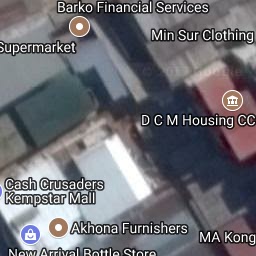 Barko Financial Services
Min Sur Clothing
Supermarket
D C M Housing CC
Cash Crusaders
Kempstar Mall
Akhona Furnishers
MA Kong
New Arrival Bottle Store